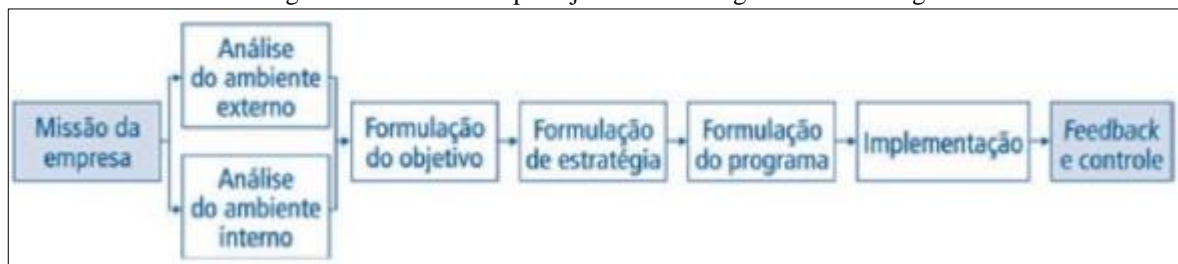 Missão da
empresa
Análise
do ambiente
externo
Análise
do ambiente
interno
Formulação
do objetivo
Formulação
de estratégia
Formulação
do programa
Implementação
Feedback
e controle